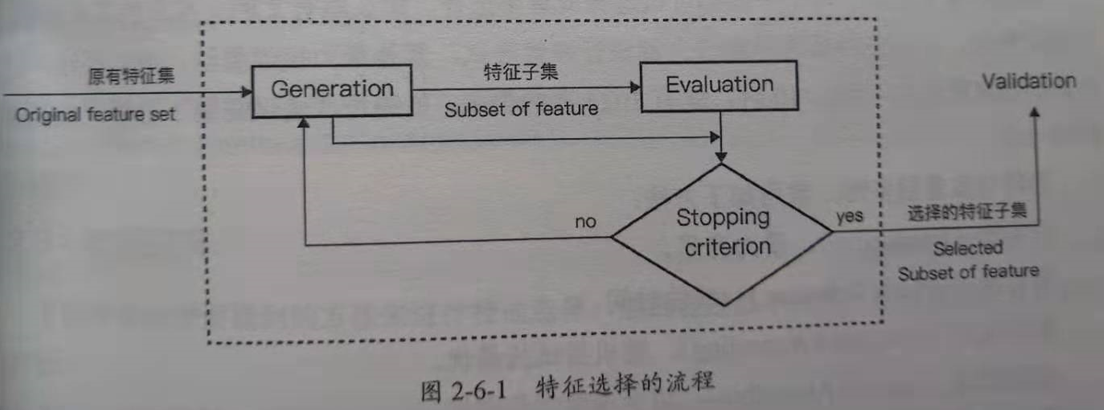 原有特征集
Original feature set
Generation
特征子集
Subset of feature
Evaluation
Validation
no
Stopping
criterion
yes
选择的特征子集
Selected
Subset of feature
图 2-6-1 特征选择的流程